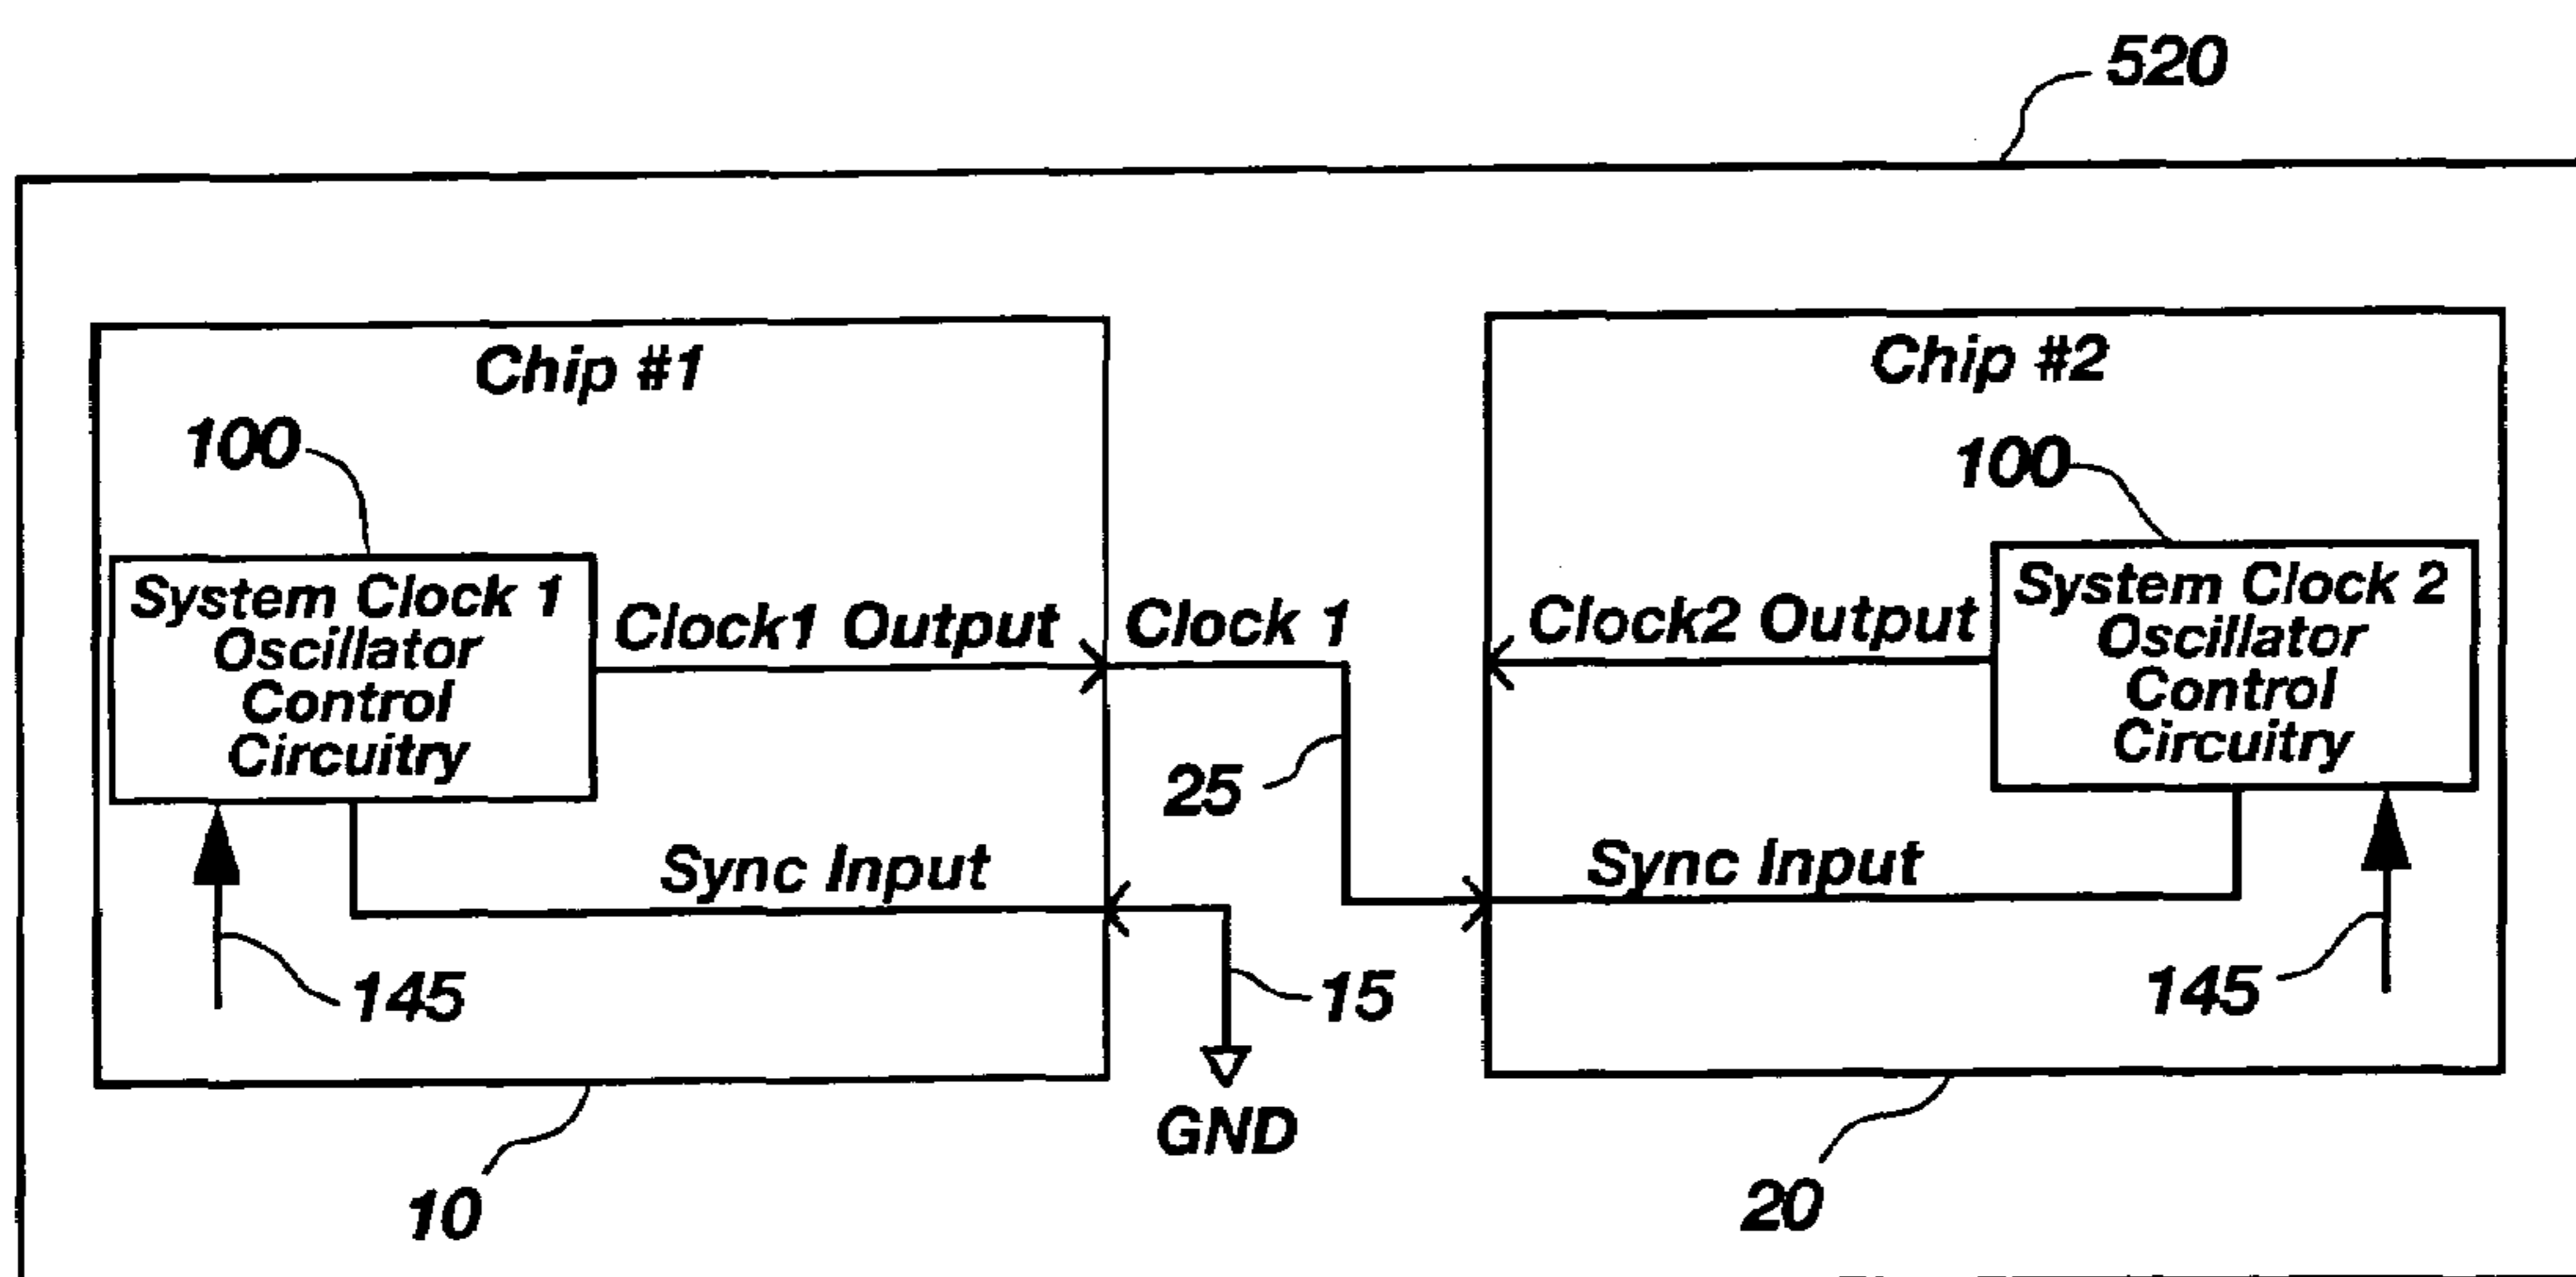 520
Chip #1
Chip #2
100
100
System Clock 1
Oscillator
Control
Circuitry
Clock1 Output
Clock 1
Clock2 Output
System Clock 2
Oscillator
Control
Circuitry
25
Sync Input
Sync Input
145
15
145
GND
10
20